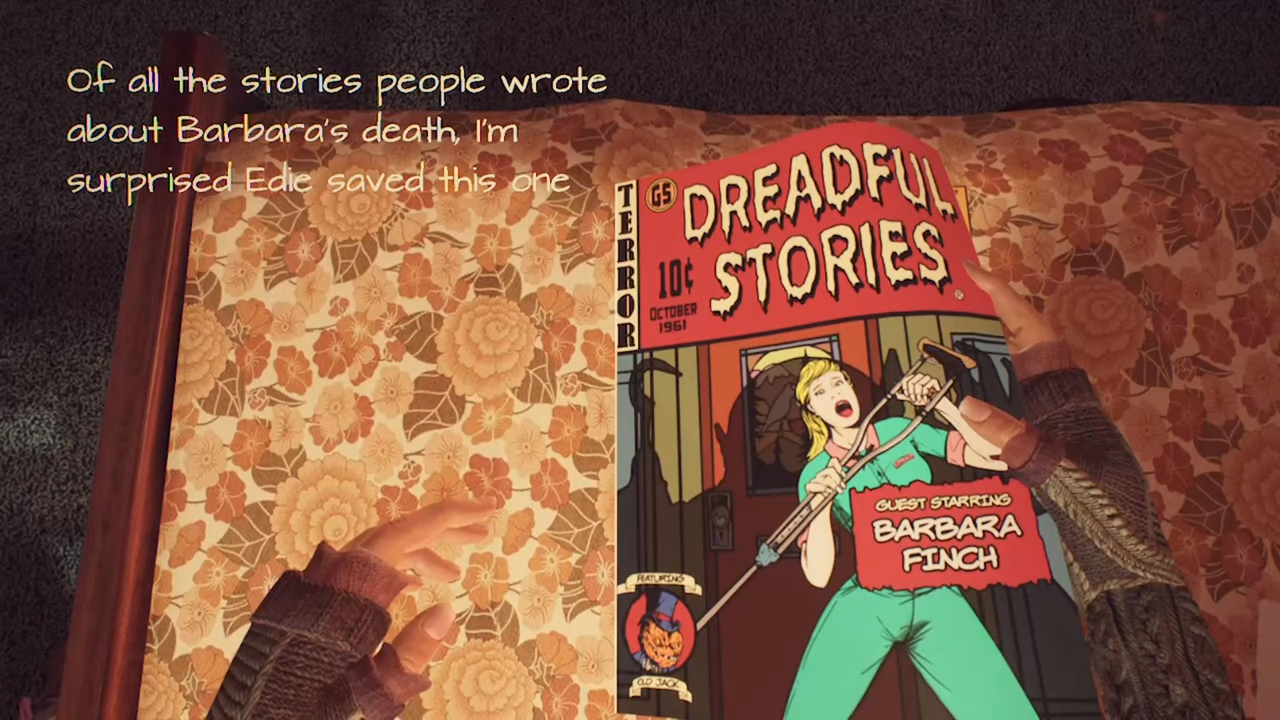 Of all the stories people wrote
about Barbara's death, I'm
surprised Edie saved this one
TERROR
GS
DREADFUL
STORIES
10¢
OCTOBER
1961
GUEST STARRING
BARBARA
FINCH
FEATURING
OLD JACK